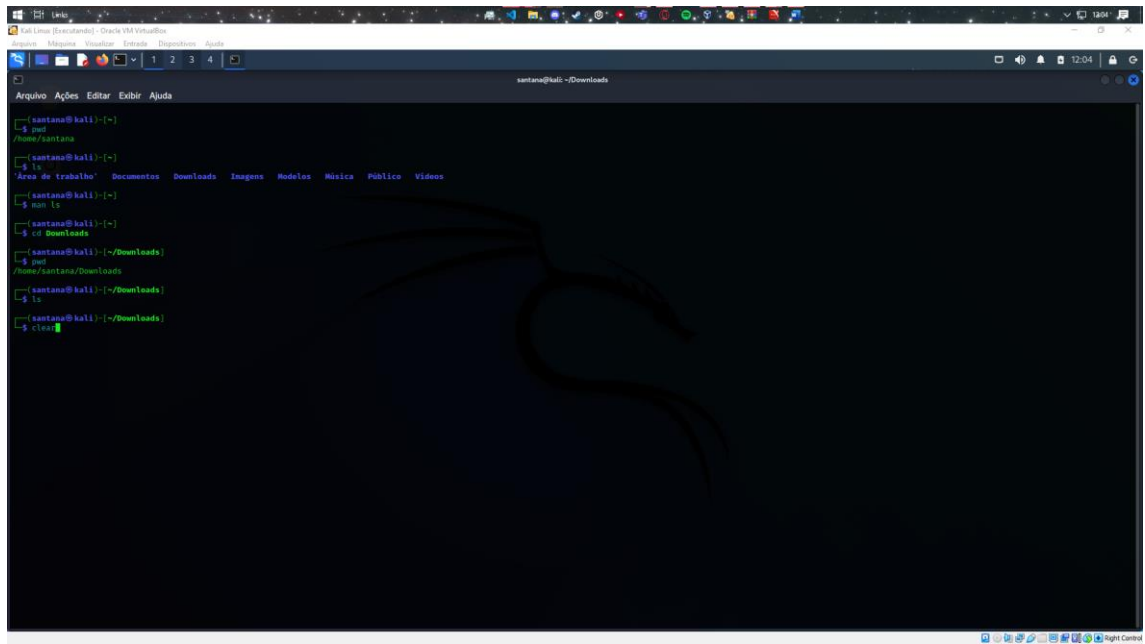 Links
13:04
Kali Linux [Executando] - Oracle VM VirtualBox
Arquivo Máquina Visualizar Entrada Dispositivos Ajuda
1 2 3 4
12:04
santana@kali: ~/Downloads
Arquivo Ações Editar Exibir Ajuda
┌──(santana㉿kali)-[~]
└─$ pwd
/home/santana
┌──(santana㉿kali)-[~]
└─$ ls
'Área de trabalho' Documentos Downloads Imagens Modelos Música Público Vídeos
┌──(santana㉿kali)-[~]
└─$ man ls
┌──(santana㉿kali)-[~]
└─$ cd Downloads
┌──(santana㉿kali)-[~/Downloads]
└─$ pwd
/home/santana/Downloads
┌──(santana㉿kali)-[~/Downloads]
└─$ ls
┌──(santana㉿kali)-[~/Downloads]
└─$ clear
Right Control